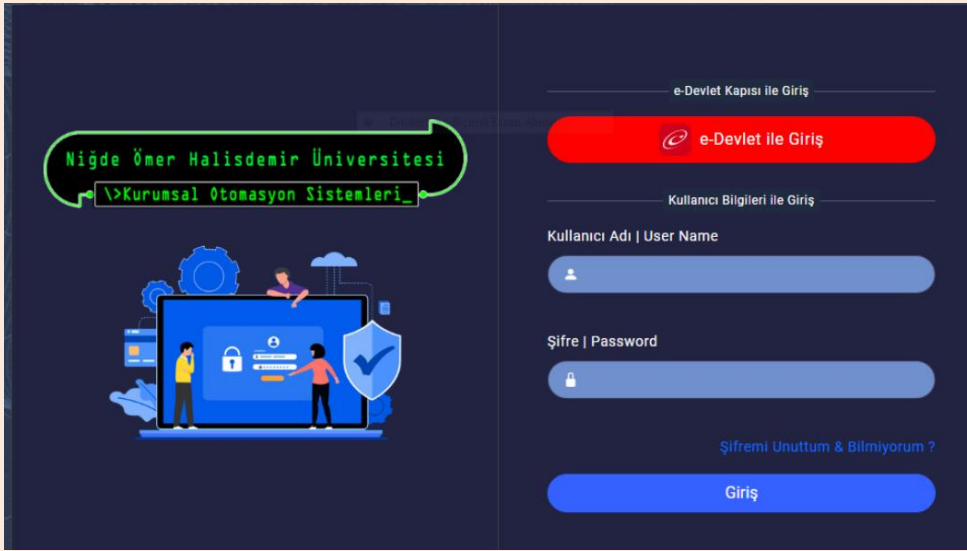 Niğde Ömer Halisdemir Üniversitesi
\>Kurumsal Otomasyon Sistemleri_
e-Devlet Kapısı ile Giriş
e-Devlet ile Giriş
Kullanıcı Bilgileri ile Giriş
Kullanıcı Adı | User Name
Şifre | Password
Şifremi Unuttum & Bilmiyorum ?
Giriş